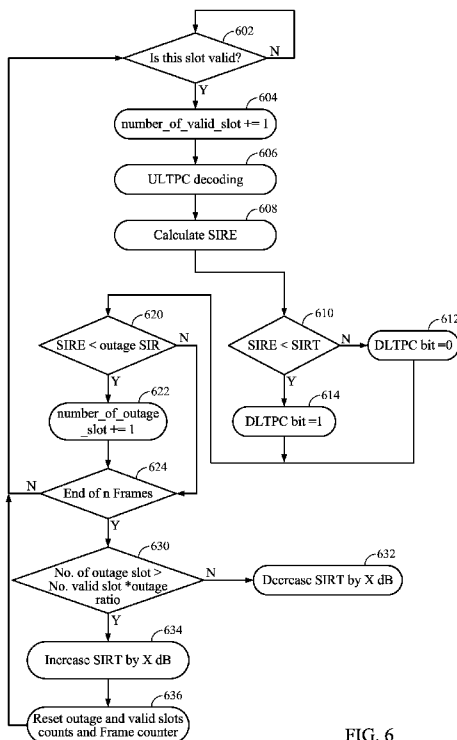 602
Is this slot valid?
N
Y
604
number_of_valid_slot += 1
606
ULTPC decoding
608
Calculate SIRE
610
SIRE < SIRT
N
612
DLTPC bit =0
Y
614
DLTPC bit =1
620
SIRE < outage SIR
N
Y
622
number_of_outage
_slot += 1
624
N
End of n Frames
Y
630
No. of outage slot >
No. valid slot *outage
ratio
N
632
Decrease SIRT by X dB
Y
634
Increase SIRT by X dB
636
Reset outage and valid slots
counts and Frame counter
FIG. 6